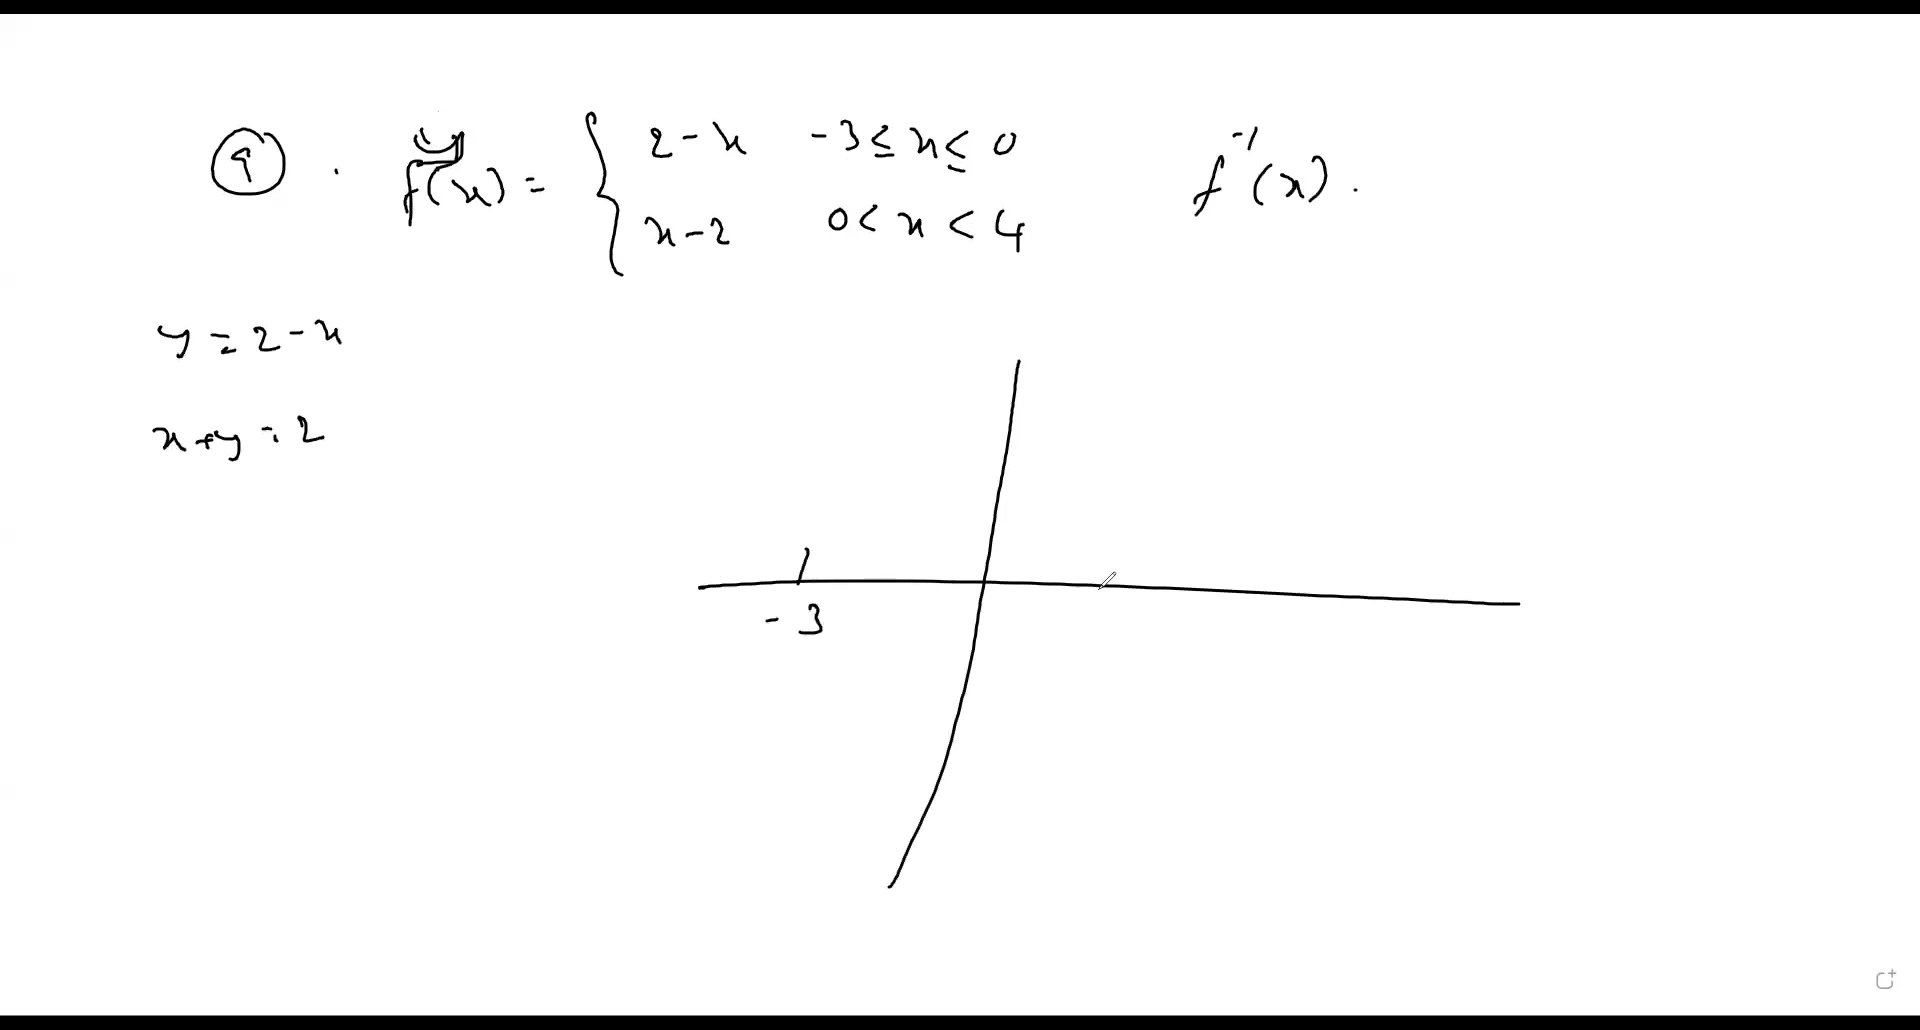 9 . f(x) = { 2 - x  -3 ≤ x ≤ 0
x - 2  0 < x < 4
f⁻¹(x) .
y = 2 - x
x + y = 2
-3